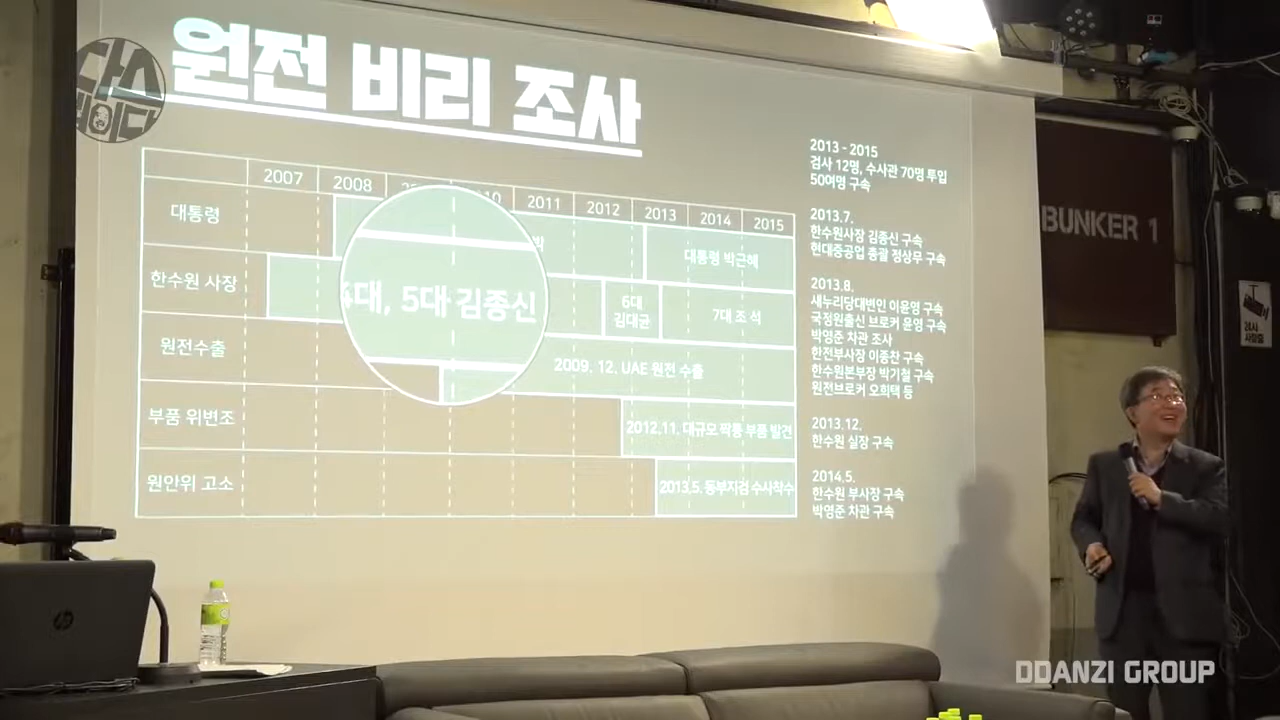 원전 비리 조사
다스
뵈이다
2007 2008 2011 2012 2013 2014 2015
대통령
대통령 박근혜
한수원 사장
대, 5대 김종신
6대
김대균
7대 조 석
원전수출
2009. 12. UAE 원전 수출
부품 위변조
2012.11. 대규모 짝퉁 부품 발견
원안위 고소
2013.5. 동부지검 수사착수
2013 - 2015
검사 12명, 수사관 70명 투입
50여명 구속
2013.7.
한수원사장 김종신 구속
현대중공업 총괄 정상무 구속
2013.8.
새누리당대변인 이윤영 구속
국정원출신 브로커 윤영 구속
박영준 차관 조사
한전부사장 이종찬 구속
한수원본부장 박기철 구속
원전브로커 오희택 등
2013.12.
한수원 실장 구속
2014.5.
한수원 부사장 구속
박영준 차관 구속
BUNKER 1
24시
hp
DDANZI GROUP